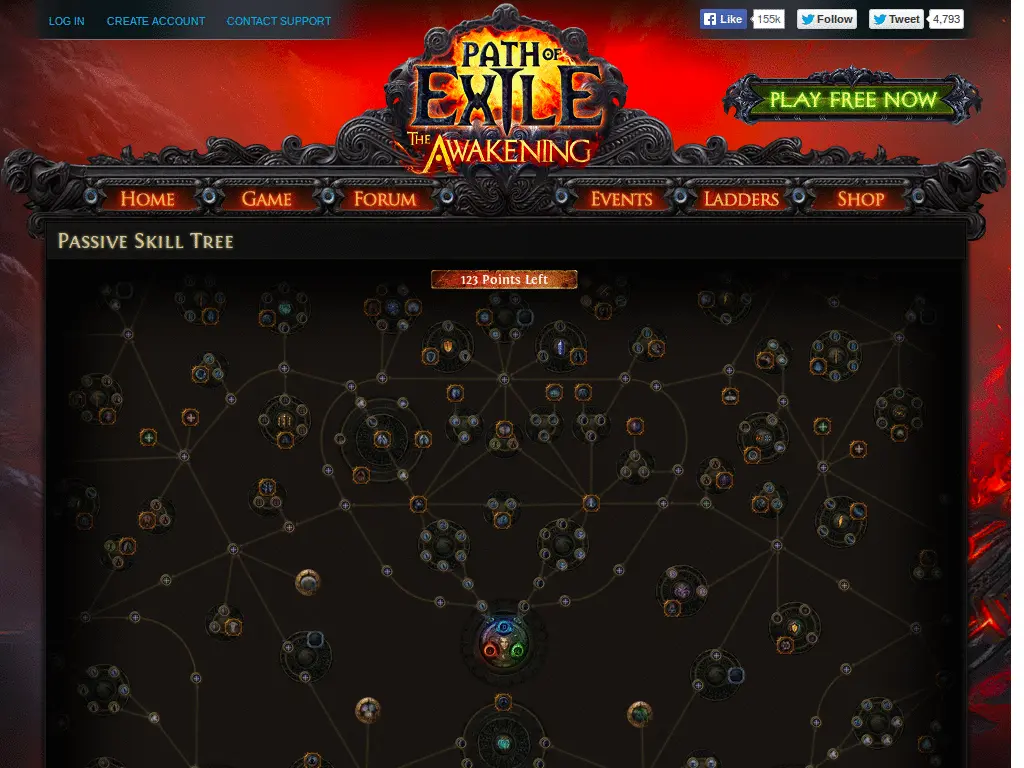 LOG IN CREATE ACCOUNT CONTACT SUPPORT
Like 155k Follow Tweet 4,793
PATH OF
EXILE
THE AWAKENING
PLAY FREE NOW
HOME GAME FORUM EVENTS LADDERS SHOP
PASSIVE SKILL TREE
123 Points Left